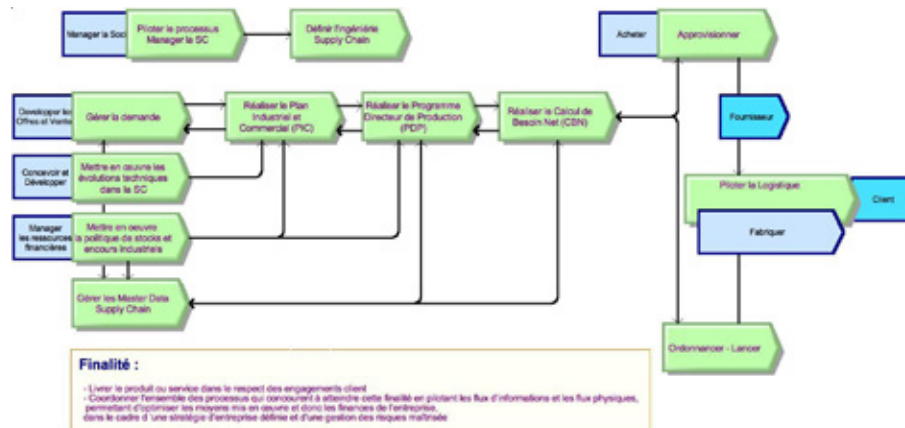 Manager la Soci
Piloter le processus
Manager la SC
Définir l'ingéniérie
Supply Chain
Acheter
Approvisionner
Développer les
Offres et Ventes
Gérer la demande
Réaliser le Plan
Industriel et
Commercial (PIC)
Réaliser le Programme
Directeur de Production
(PDP)
Réaliser le Calcul de
Besoin Net (CBN)
Fournisseur
Concevoir et
Développer
Mettre en œuvre les
évolutions techniques
dans la SC
Piloter la Logistique
Client
Manager
les ressources
financières
Mettre en oeuvre
la politique de stocks et
encours industriels
Fabriquer
Gérer les Master Data
Supply Chain
Ordonnancer - Lancer
Finalité :
- Livrer le produit ou service dans le respect des engagements client
- Coordonner l'ensemble des processus qui concourent à atteindre cette finalité en pilotant les flux d'informations et les flux physiques,
permettant d'optimiser les moyens mis en œuvre et donc les finances de l'entreprise,
dans le cadre d'une stratégie d'entreprise définie et d'une gestion des risques maîtrisée